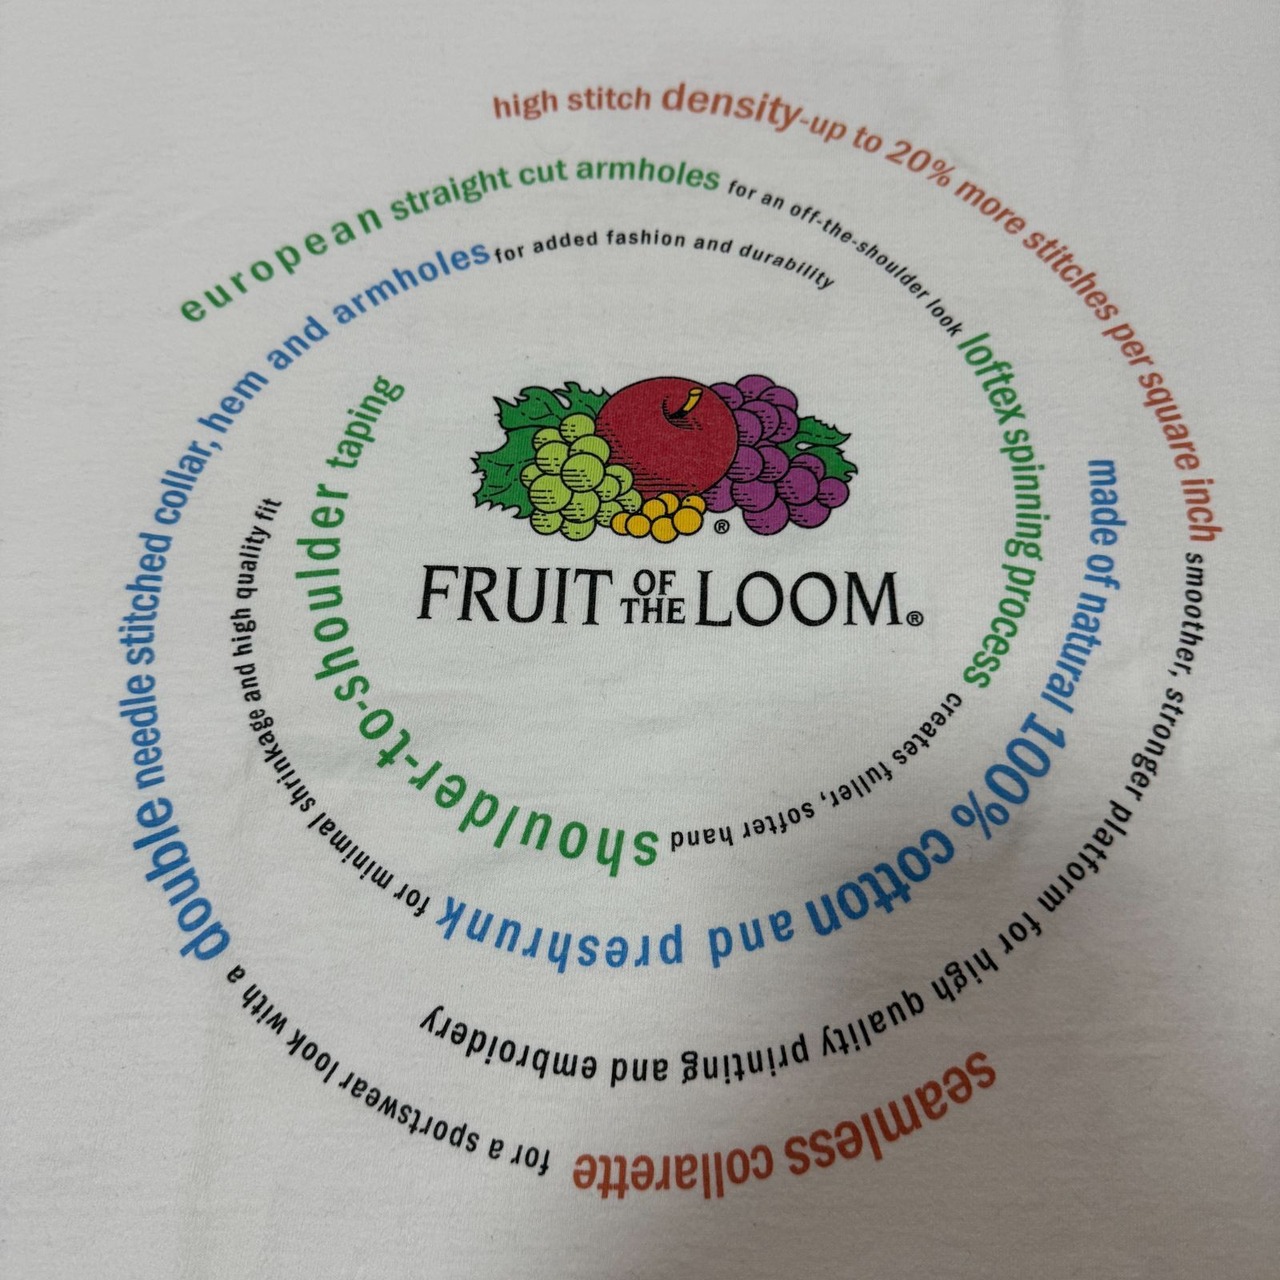 high stitch density-up to 20% more stitches per square inch smoother, stronger platform for high quality printing and embroidery
european straight cut armholes for an off-the-shoulder look
loftex spinning process creates fuller, softer hand
made of natural 100% cotton and preshrunk for minimal shrinkage and high quality fit
seamless collarette for a sportswear look with a
double needle stitched collar, hem and armholes for added fashion and durability
shoulder-to-shoulder taping
®
FRUIT OF THE LOOM®